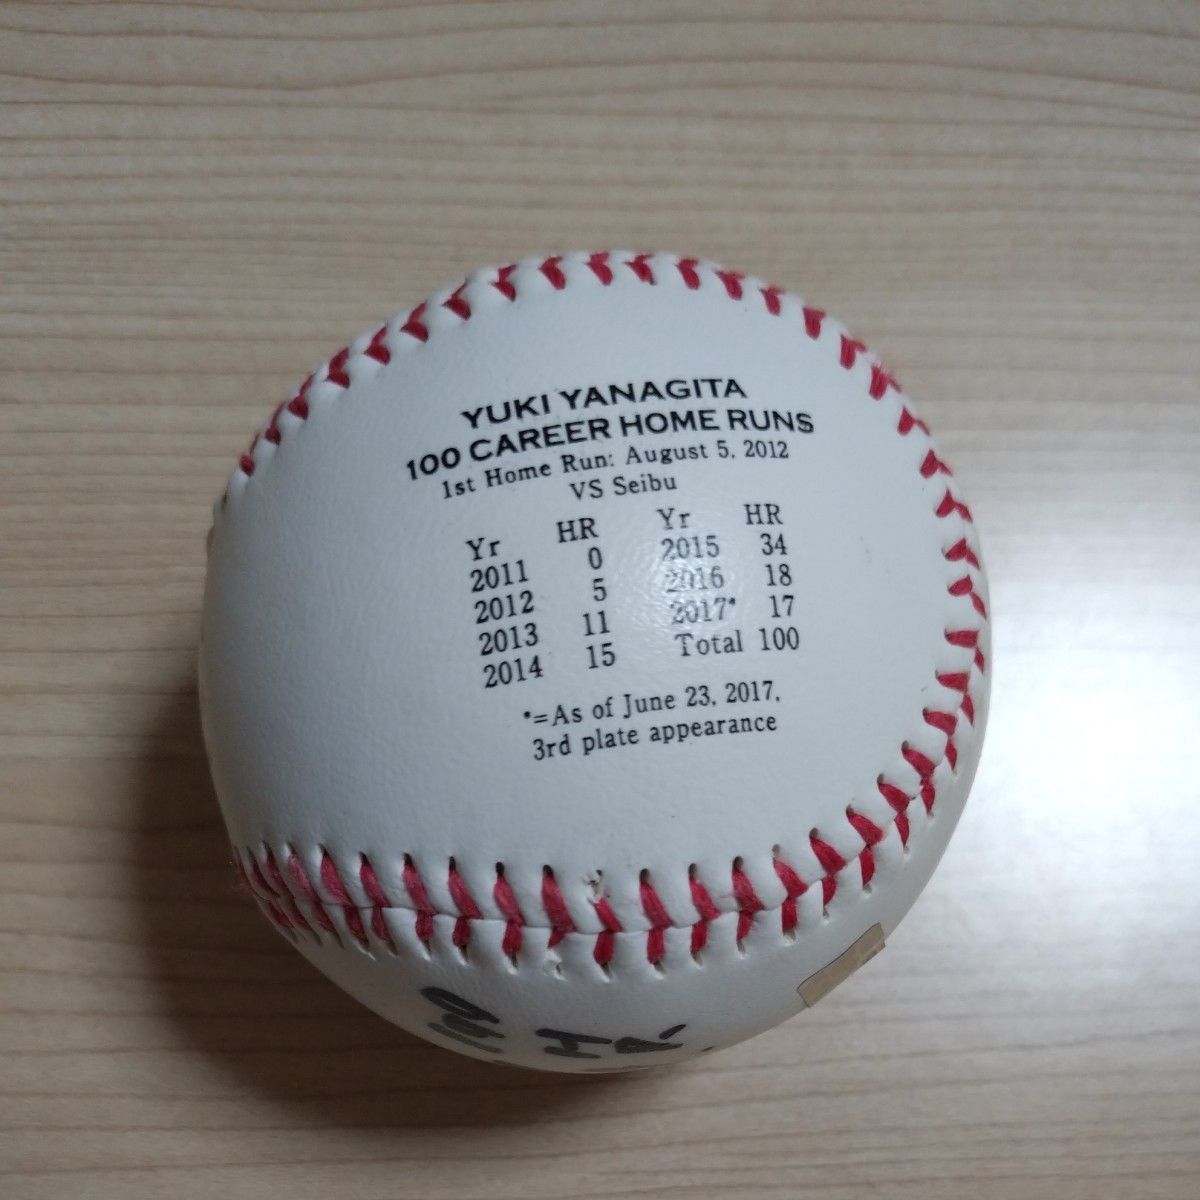 YUKI YANAGITA
100 CAREER HOME RUNS
1st Home Run: August 5, 2012
VS Seibu
Yr HR Yr HR
2011 0 2015 34
2012 5 2016 18
2013 11 2017* 17
2014 15 Total 100
*=As of June 23, 2017,
3rd plate appearance